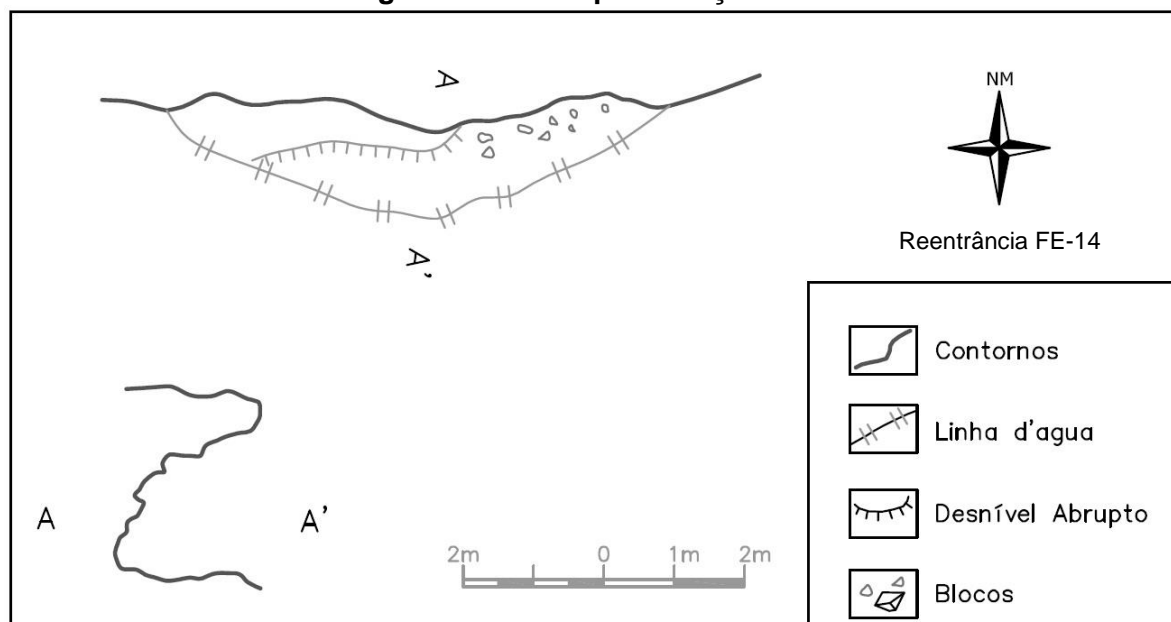 A
NM
A'
Reentrância FE-14
Contornos
Linha d'agua
A
A'
Desnível Abrupto
2m
0
1m
2m
Blocos